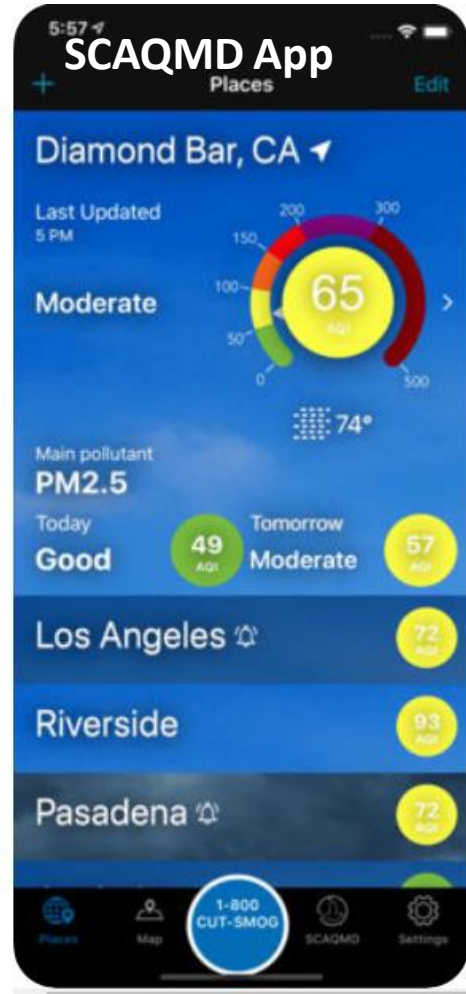 5:57
SCAQMD App
Places
Edit
Diamond Bar, CA
Last Updated
5 PM
Moderate
0
50
100
150
200
300
500
65
AQI
74°
Main pollutant
PM2.5
Today
Good
49
AQI
Tomorrow
Moderate
57
AQI
Los Angeles
72
AQI
Riverside
93
AQI
Pasadena
72
AQI
Places
Map
1-800
CUT-SMOG
SCAQMD
Settings